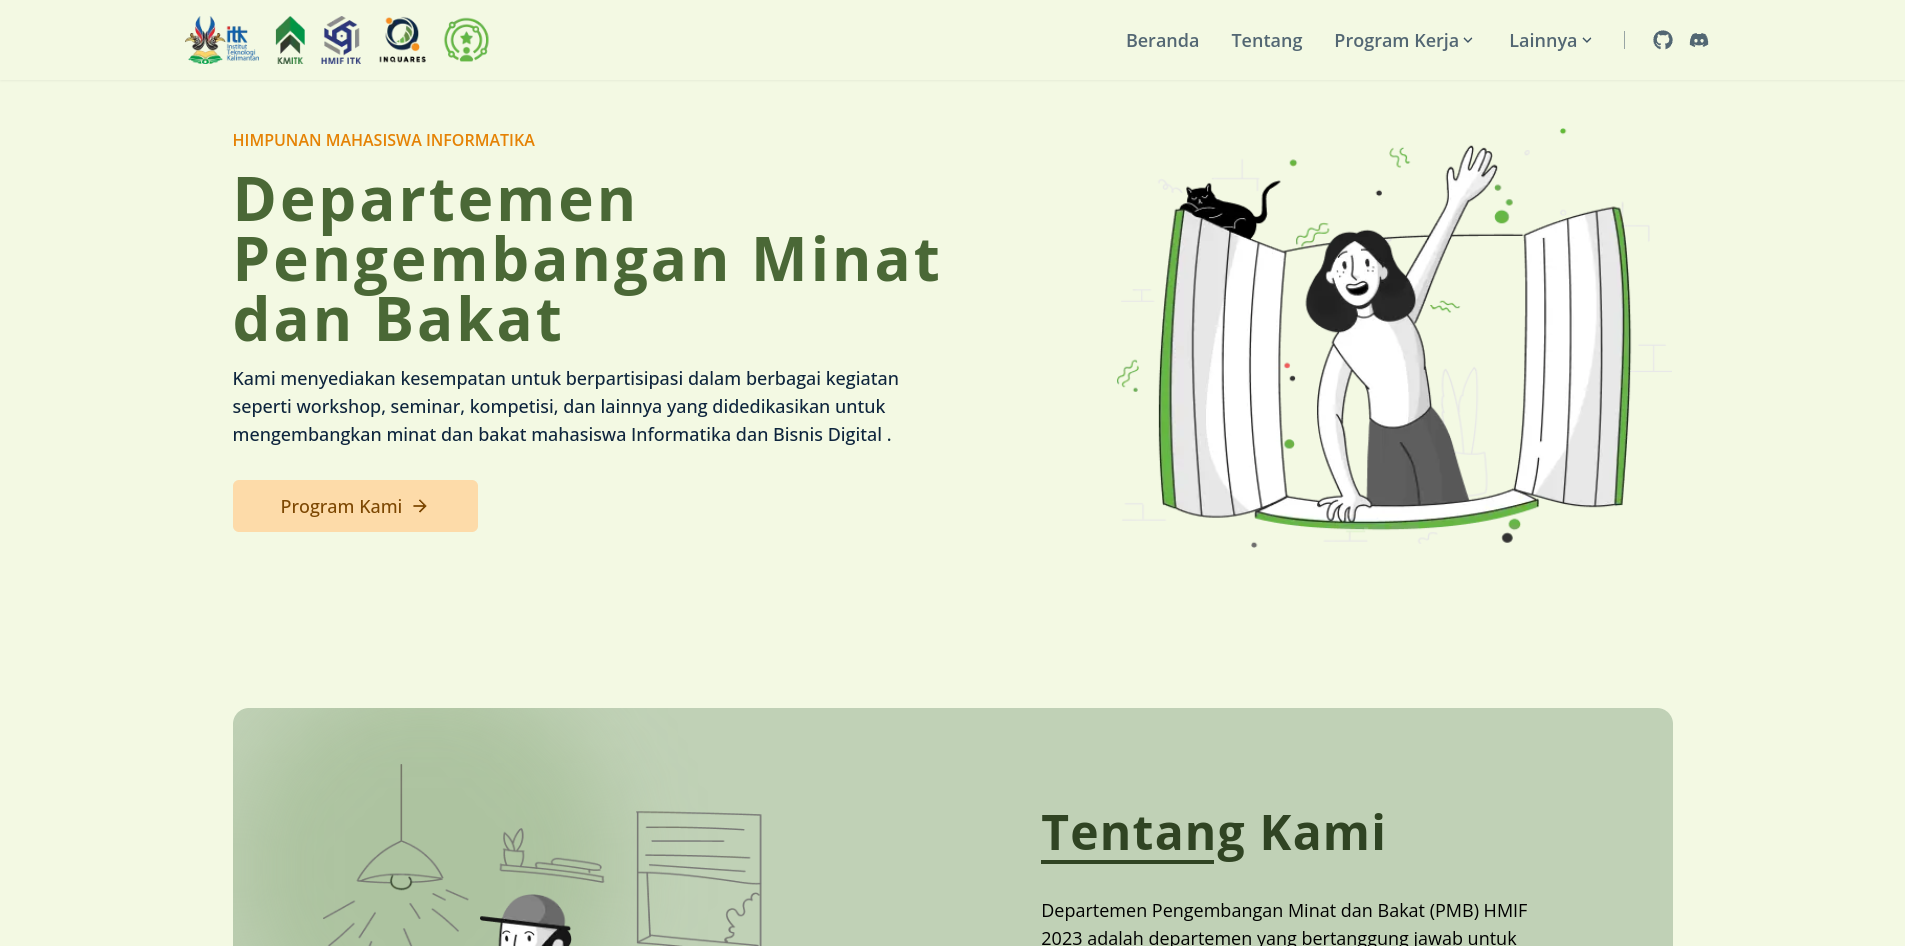 itk
Institut
Teknologi
Kalimantan
KMITK
HMIF ITK
INQUARES
Beranda
Tentang
Program Kerja
Lainnya
HIMPUNAN MAHASISWA INFORMATIKA
Departemen
Pengembangan Minat
dan Bakat
Kami menyediakan kesempatan untuk berpartisipasi dalam berbagai kegiatan
seperti workshop, seminar, kompetisi, dan lainnya yang didedikasikan untuk
mengembangkan minat dan bakat mahasiswa Informatika dan Bisnis Digital .
Program Kami
Tentang Kami
Departemen Pengembangan Minat dan Bakat (PMB) HMIF
2023 adalah departemen yang bertanggung jawab untuk